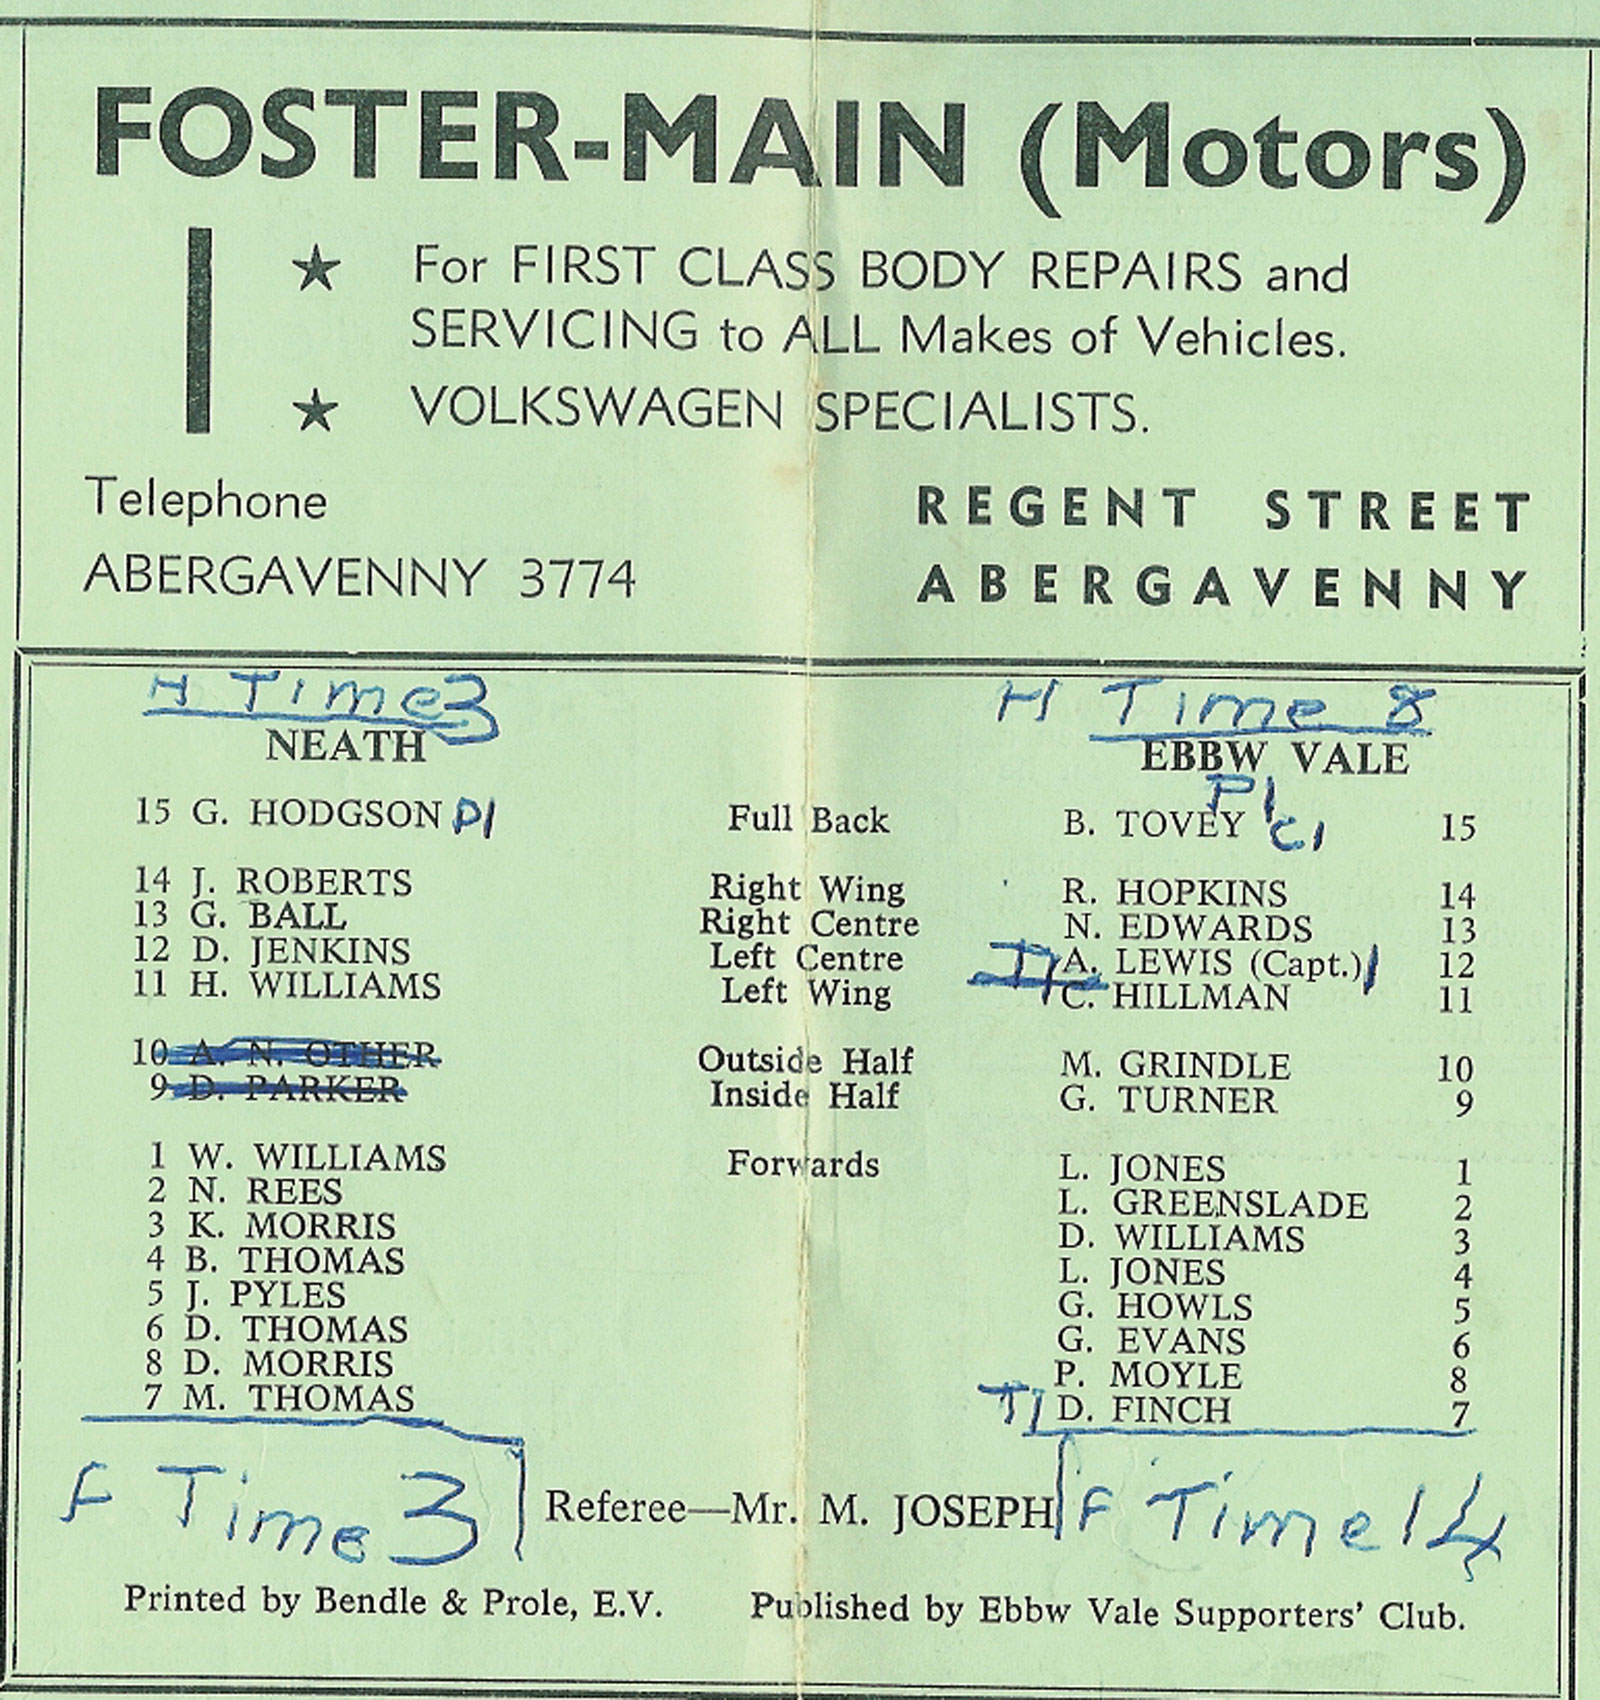 FOSTER-MAIN (Motors)
★ For FIRST CLASS BODY REPAIRS and
SERVICING to ALL Makes of Vehicles.
★ VOLKSWAGEN SPECIALISTS.
Telephone
ABERGAVENNY 3774
REGENT STREET
ABERGAVENNY
H Time 3 H Time 8
NEATH EBBW VALE
15 G. HODGSON P1 Full Back B. TOVEY P1 C1 15
14 J. ROBERTS Right Wing R. HOPKINS 14
13 G. BALL Right Centre N. EDWARDS 13
12 D. JENKINS Left Centre A. LEWIS (Capt.) 12
11 H. WILLIAMS Left Wing C. HILLMAN 11
10 A. N. OTHER Outside Half M. GRINDLE 10
9 D. PARKER Inside Half G. TURNER 9
1 W. WILLIAMS Forwards L. JONES 1
2 N. REES L. GREENSLADE 2
3 K. MORRIS D. WILLIAMS 3
4 B. THOMAS L. JONES 4
5 J. PYLES G. HOWLS 5
6 D. THOMAS G. EVANS 6
8 D. MORRIS P. MOYLE 8
7 M. THOMAS T1 D. FINCH 7
F Time 3 Referee—Mr. M. JOSEPH F Time 14
Printed by Bendle & Prole, E.V. Published by Ebbw Vale Supporters' Club.